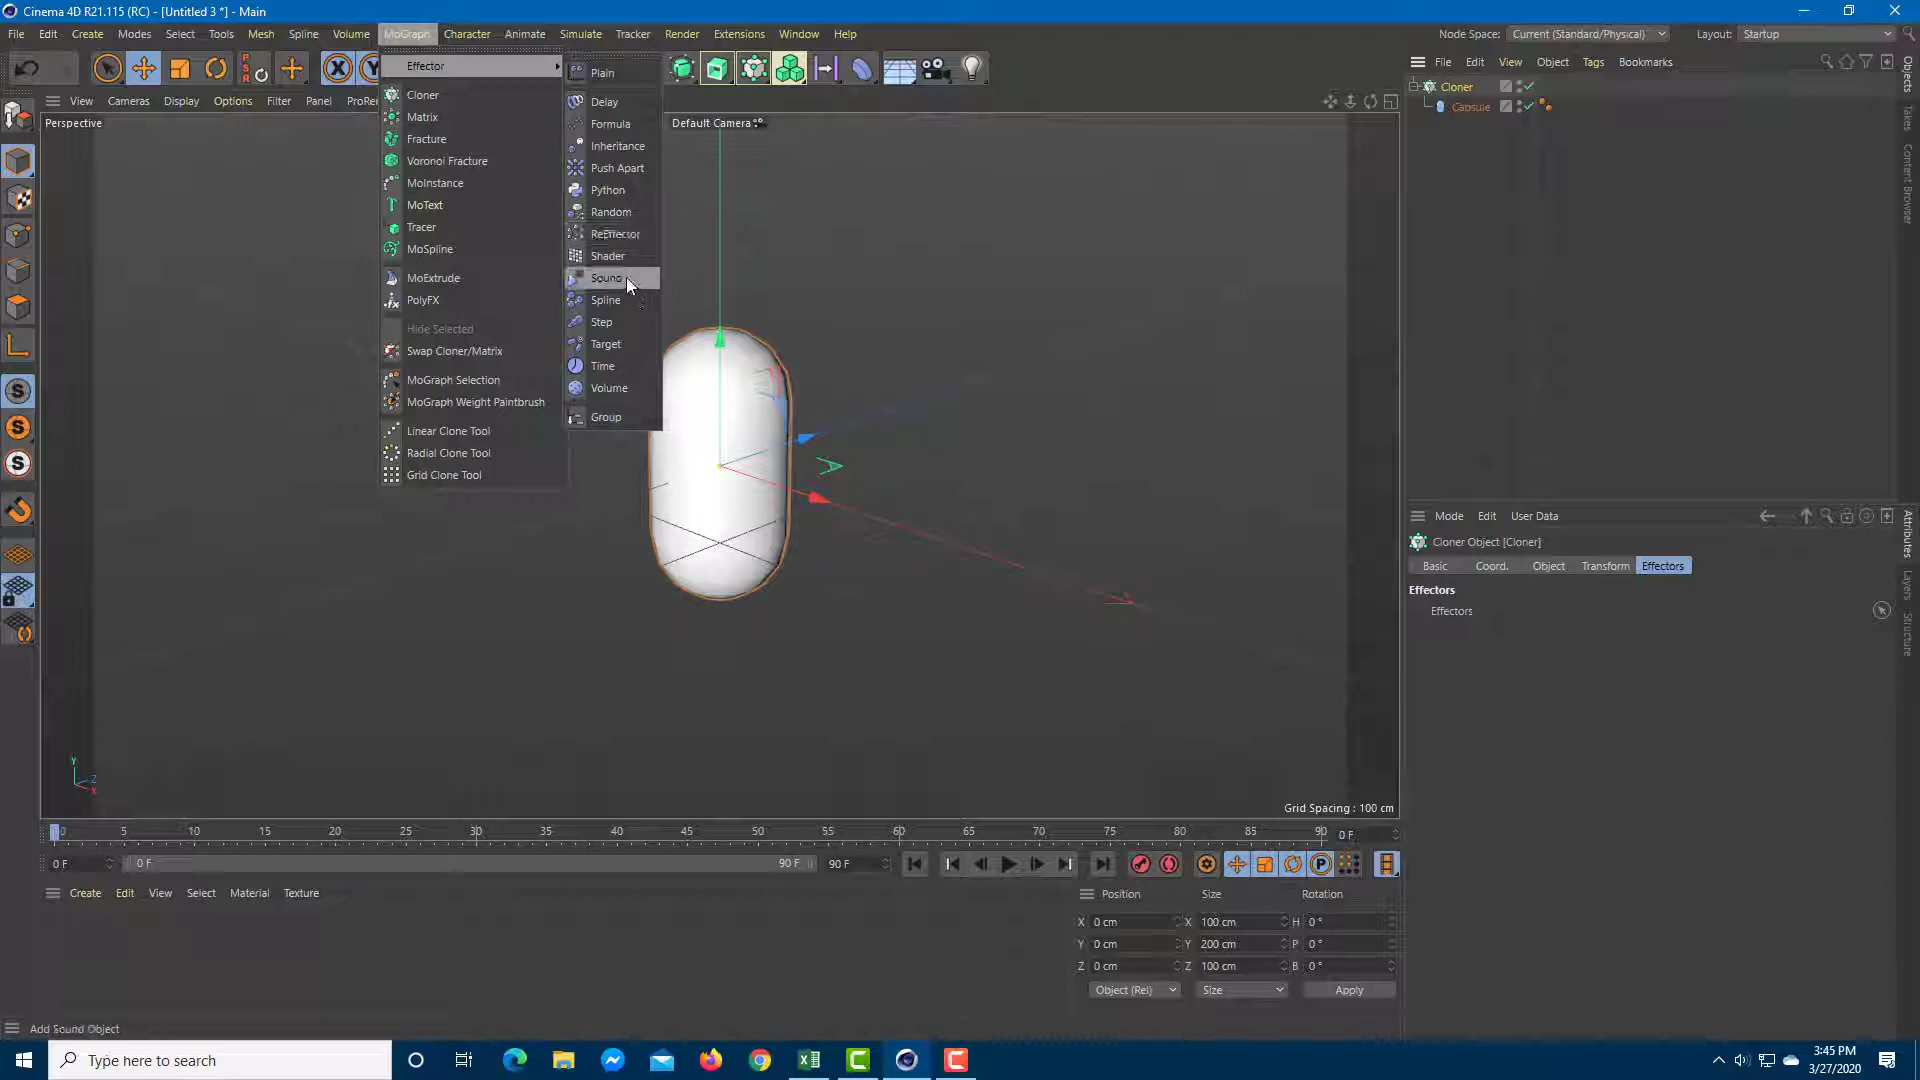 Cinema 4D R21.115 (RC) - [Untitled 3 *] - Main
File Edit Create Modes Select Tools Mesh Spline Volume MoGraph Character Animate Simulate Tracker Render Extensions Window Help
Node Space: Current (Standard/Physical) Layout: Startup
View Cameras Display Options Filter Panel ProRen
Perspective
Default Camera
Effector
Cloner
Matrix
Fracture
Voronoi Fracture
MoInstance
MoText
Tracer
MoSpline
MoExtrude
PolyFX
Hide Selected
Swap Cloner/Matrix
MoGraph Selection
MoGraph Weight Paintbrush
Linear Clone Tool
Radial Clone Tool
Grid Clone Tool
Plain
Delay
Formula
Inheritance
Push Apart
Python
Random
ReEffector
Shader
Sound
Spline
Step
Target
Time
Volume
Group
File Edit View Object Tags Bookmarks
Cloner
Capsule
Objects
Takes
Content Browser
Mode Edit User Data
Cloner Object [Cloner]
Basic Coord. Object Transform Effectors
Effectors
Effectors
Attributes
Layers
Structure
Y
Z
X
Grid Spacing : 100 cm
0 5 10 15 20 25 30 35 40 45 50 55 60 65 70 75 80 85 90 0 F
0 F 0 F 90 F 90 F
Create Edit View Select Material Texture
Position Size Rotation
X 0 cm X 100 cm H 0 °
Y 0 cm Y 200 cm P 0 °
Z 0 cm Z 100 cm B 0 °
Object (Rel) Size Apply
Add Sound Object
Type here to search
3:45 PM
3/27/2020